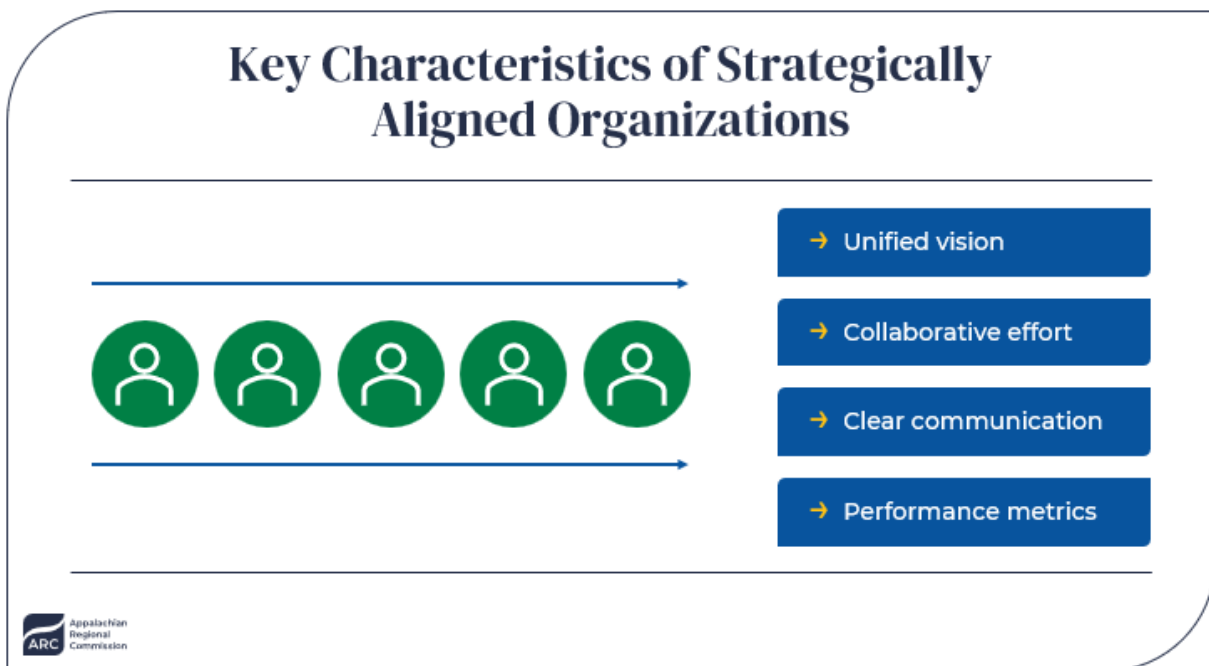 Key Characteristics of Strategically
Aligned Organizations
→ Unified vision
→ Collaborative effort
→ Clear communication
→ Performance metrics
ARC
Appalachian
Regional
Commission